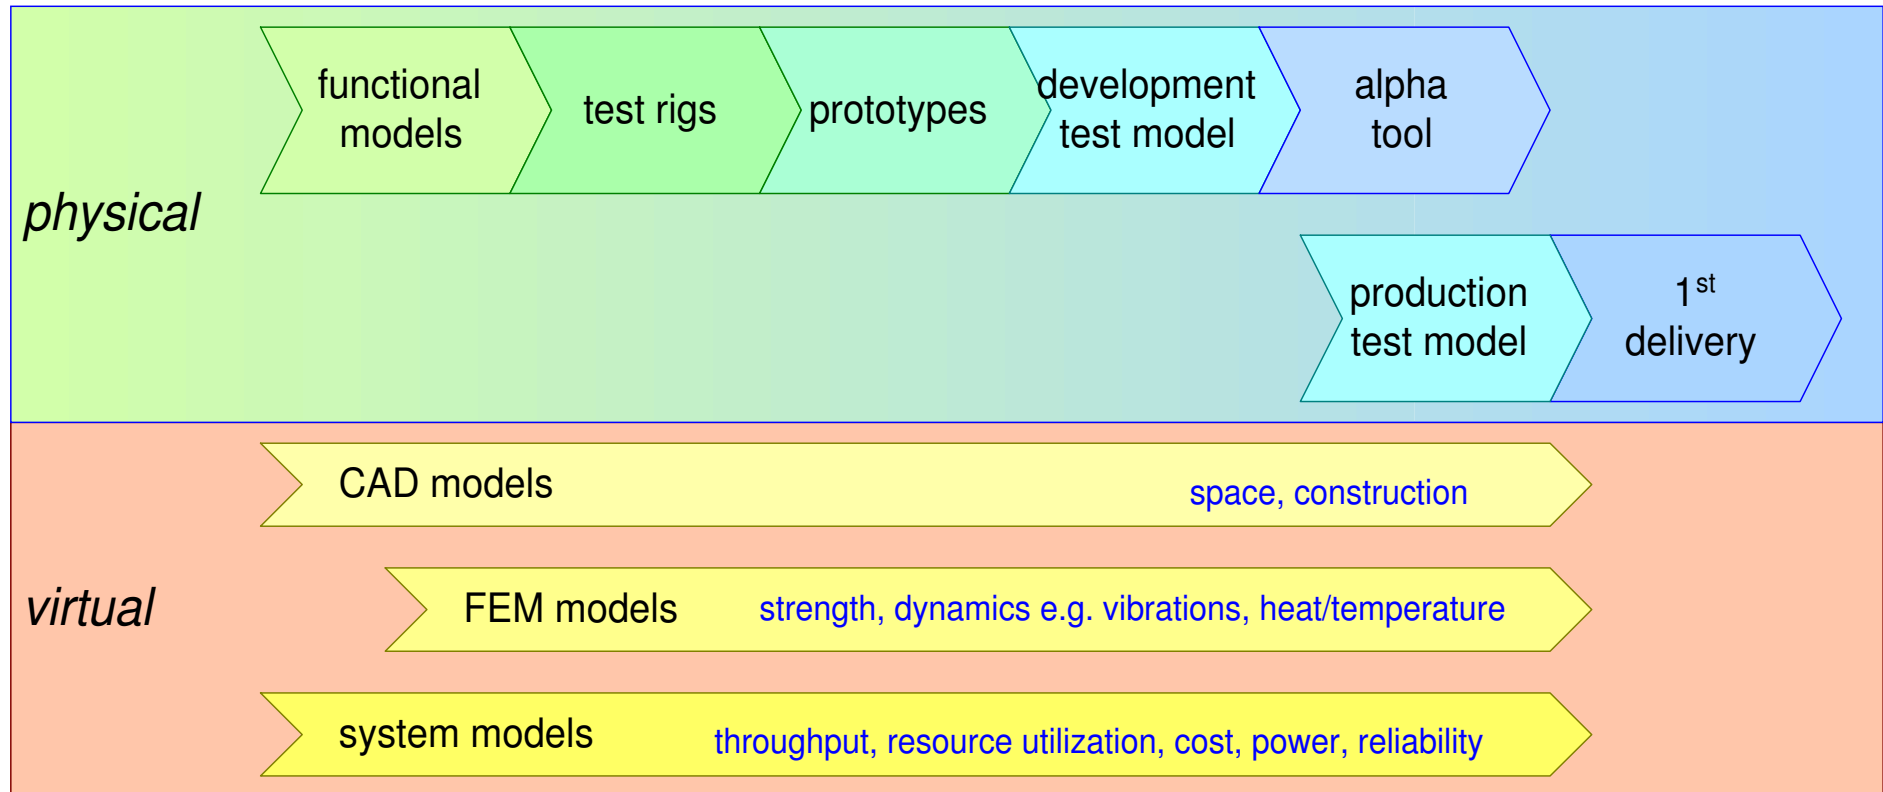 functional
models
test rigs
prototypes
development
test model
alpha
tool
physical
production
test model
1st
delivery
CAD models
space, construction
virtual
FEM models
strength, dynamics e.g. vibrations, heat/temperature
system models
throughput, resource utilization, cost, power, reliability